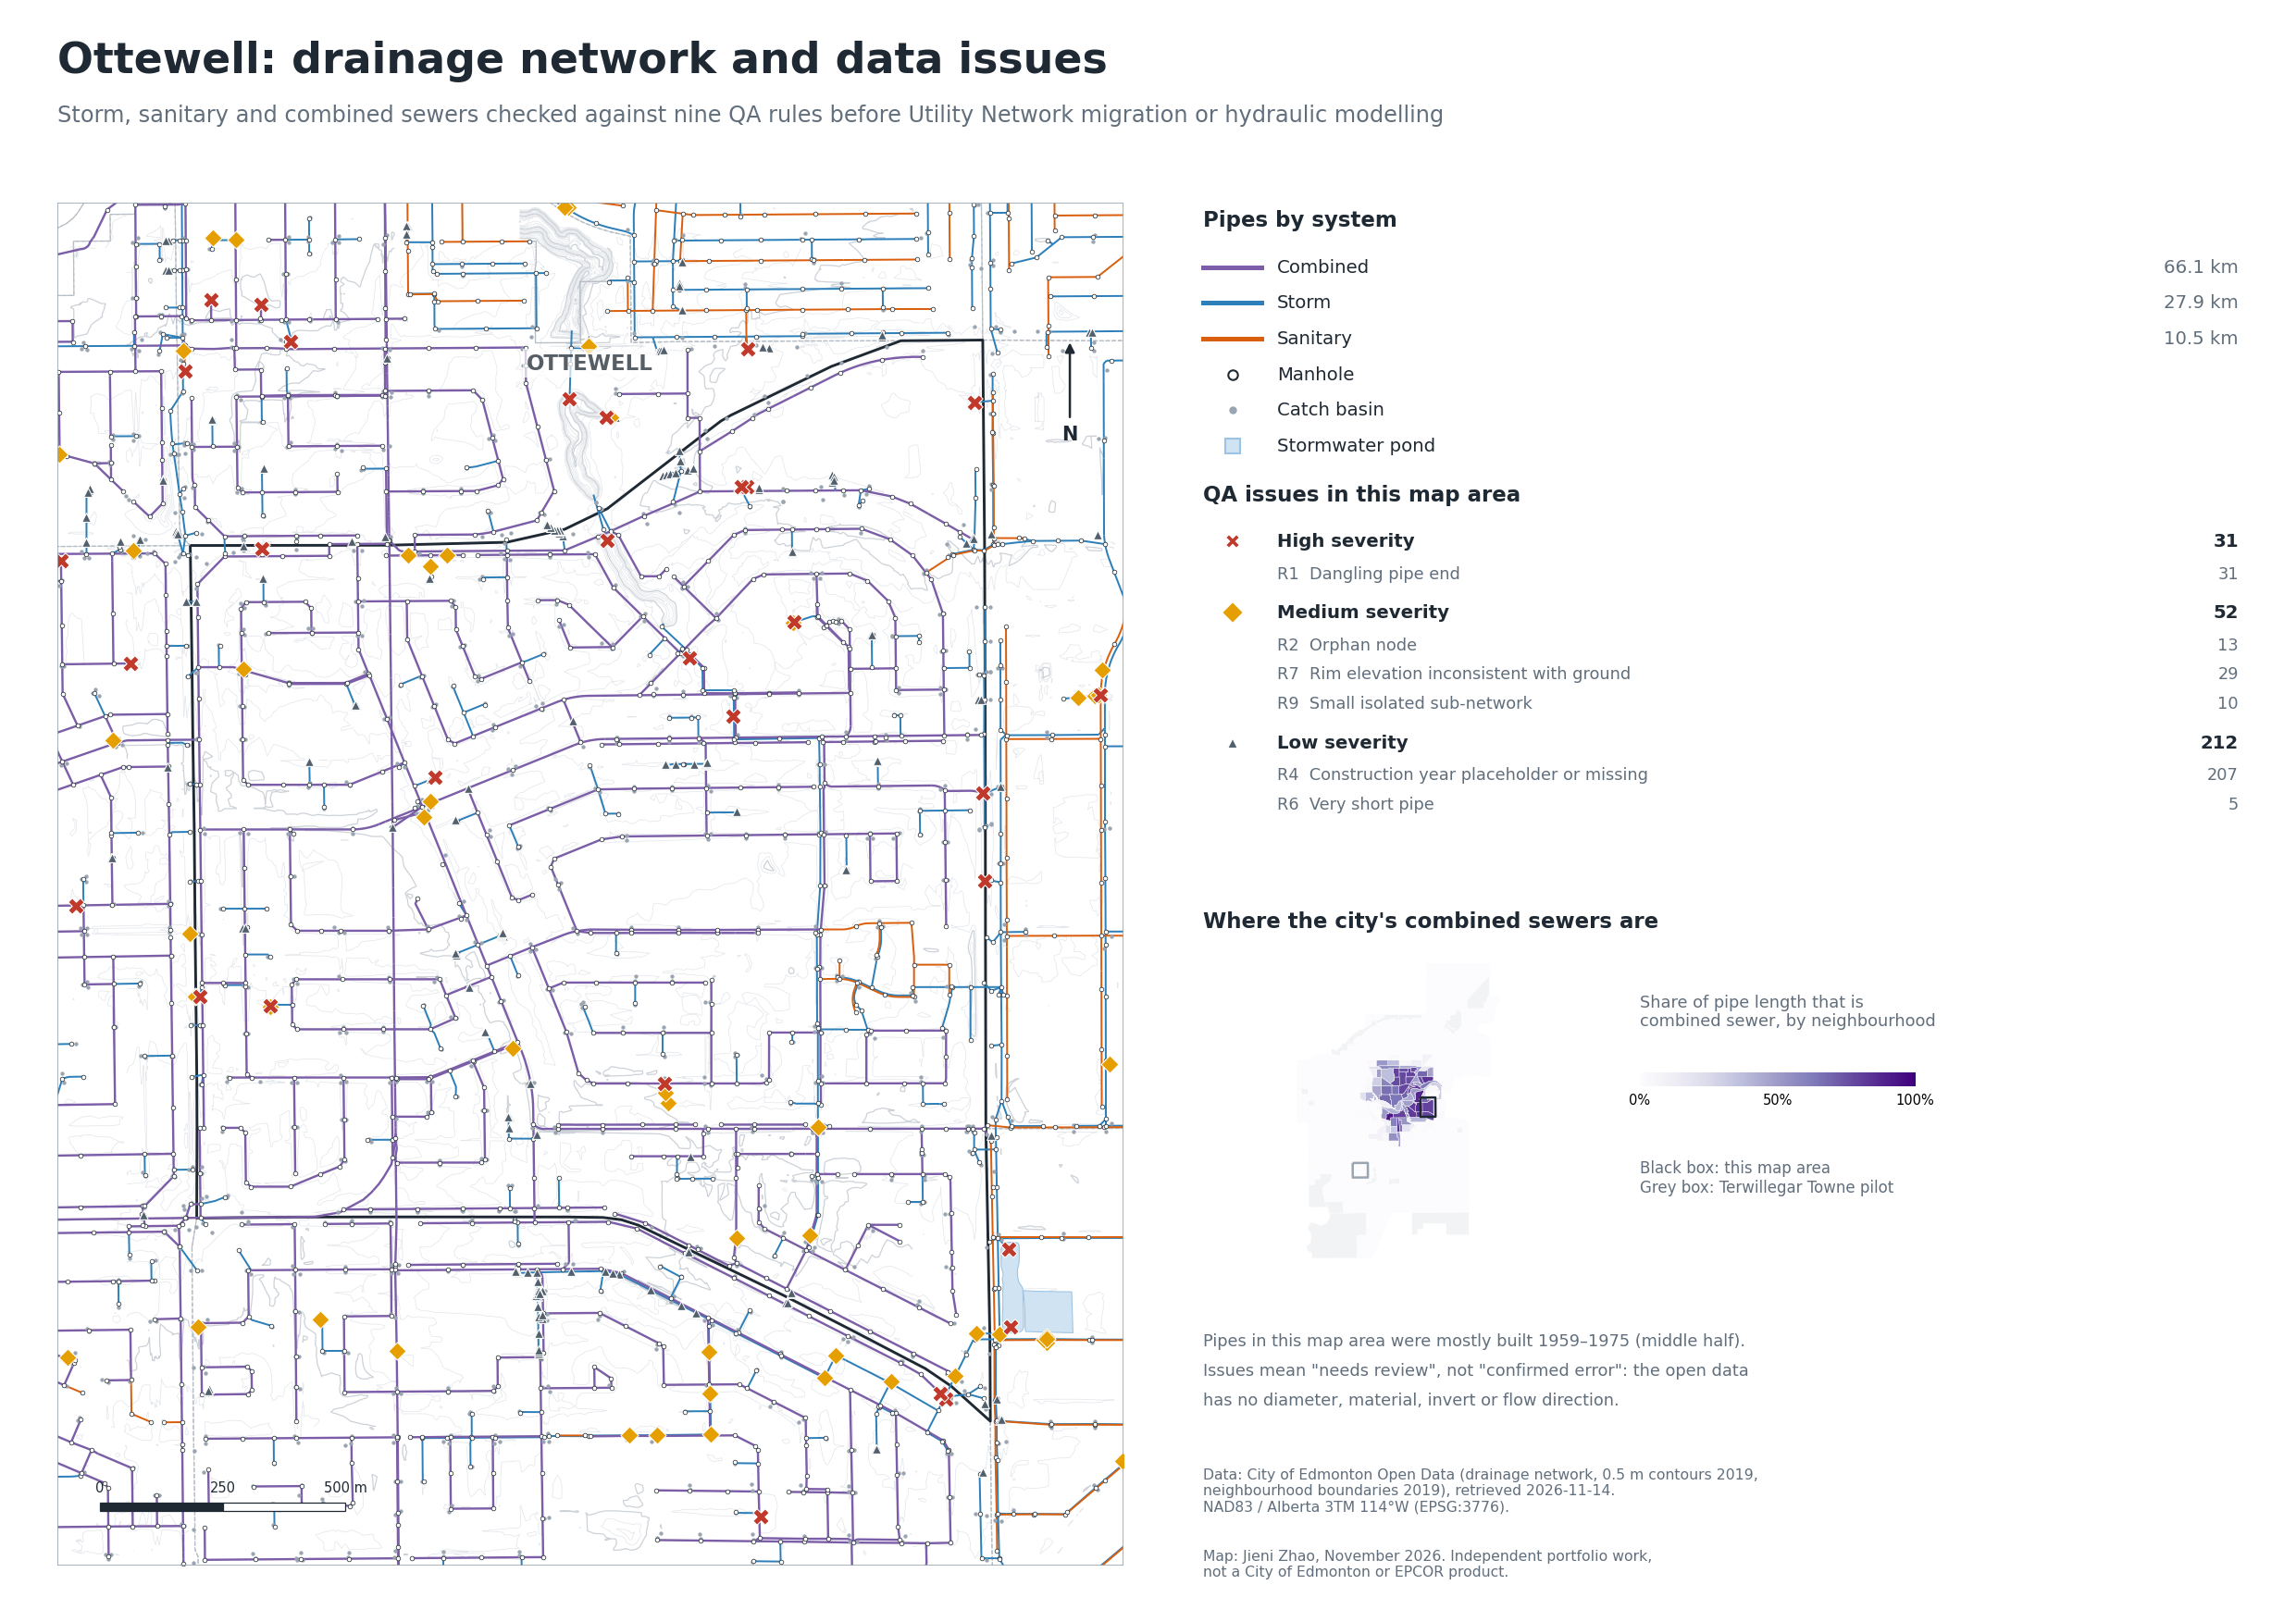 Ottewell: drainage network and data issues
Storm, sanitary and combined sewers checked against nine QA rules before Utility Network migration or hydraulic modelling
OTTEWELL
N
0
250
500 m
Pipes by system
Combined 66.1 km
Storm 27.9 km
Sanitary 10.5 km
Manhole
Catch basin
Stormwater pond
QA issues in this map area
High severity 31
R1 Dangling pipe end 31
Medium severity 52
R2 Orphan node 13
R7 Rim elevation inconsistent with ground 29
R9 Small isolated sub-network 10
Low severity 212
R4 Construction year placeholder or missing 207
R6 Very short pipe 5
Where the city's combined sewers are
Share of pipe length that is
combined sewer, by neighbourhood
0% 50% 100%
Black box: this map area
Grey box: Terwillegar Towne pilot
Pipes in this map area were mostly built 1959–1975 (middle half).
Issues mean "needs review", not "confirmed error": the open data
has no diameter, material, invert or flow direction.
Data: City of Edmonton Open Data (drainage network, 0.5 m contours 2019,
neighbourhood boundaries 2019), retrieved 2026-11-14.
NAD83 / Alberta 3TM 114°W (EPSG:3776).
Map: Jieni Zhao, November 2026. Independent portfolio work,
not a City of Edmonton or EPCOR product.